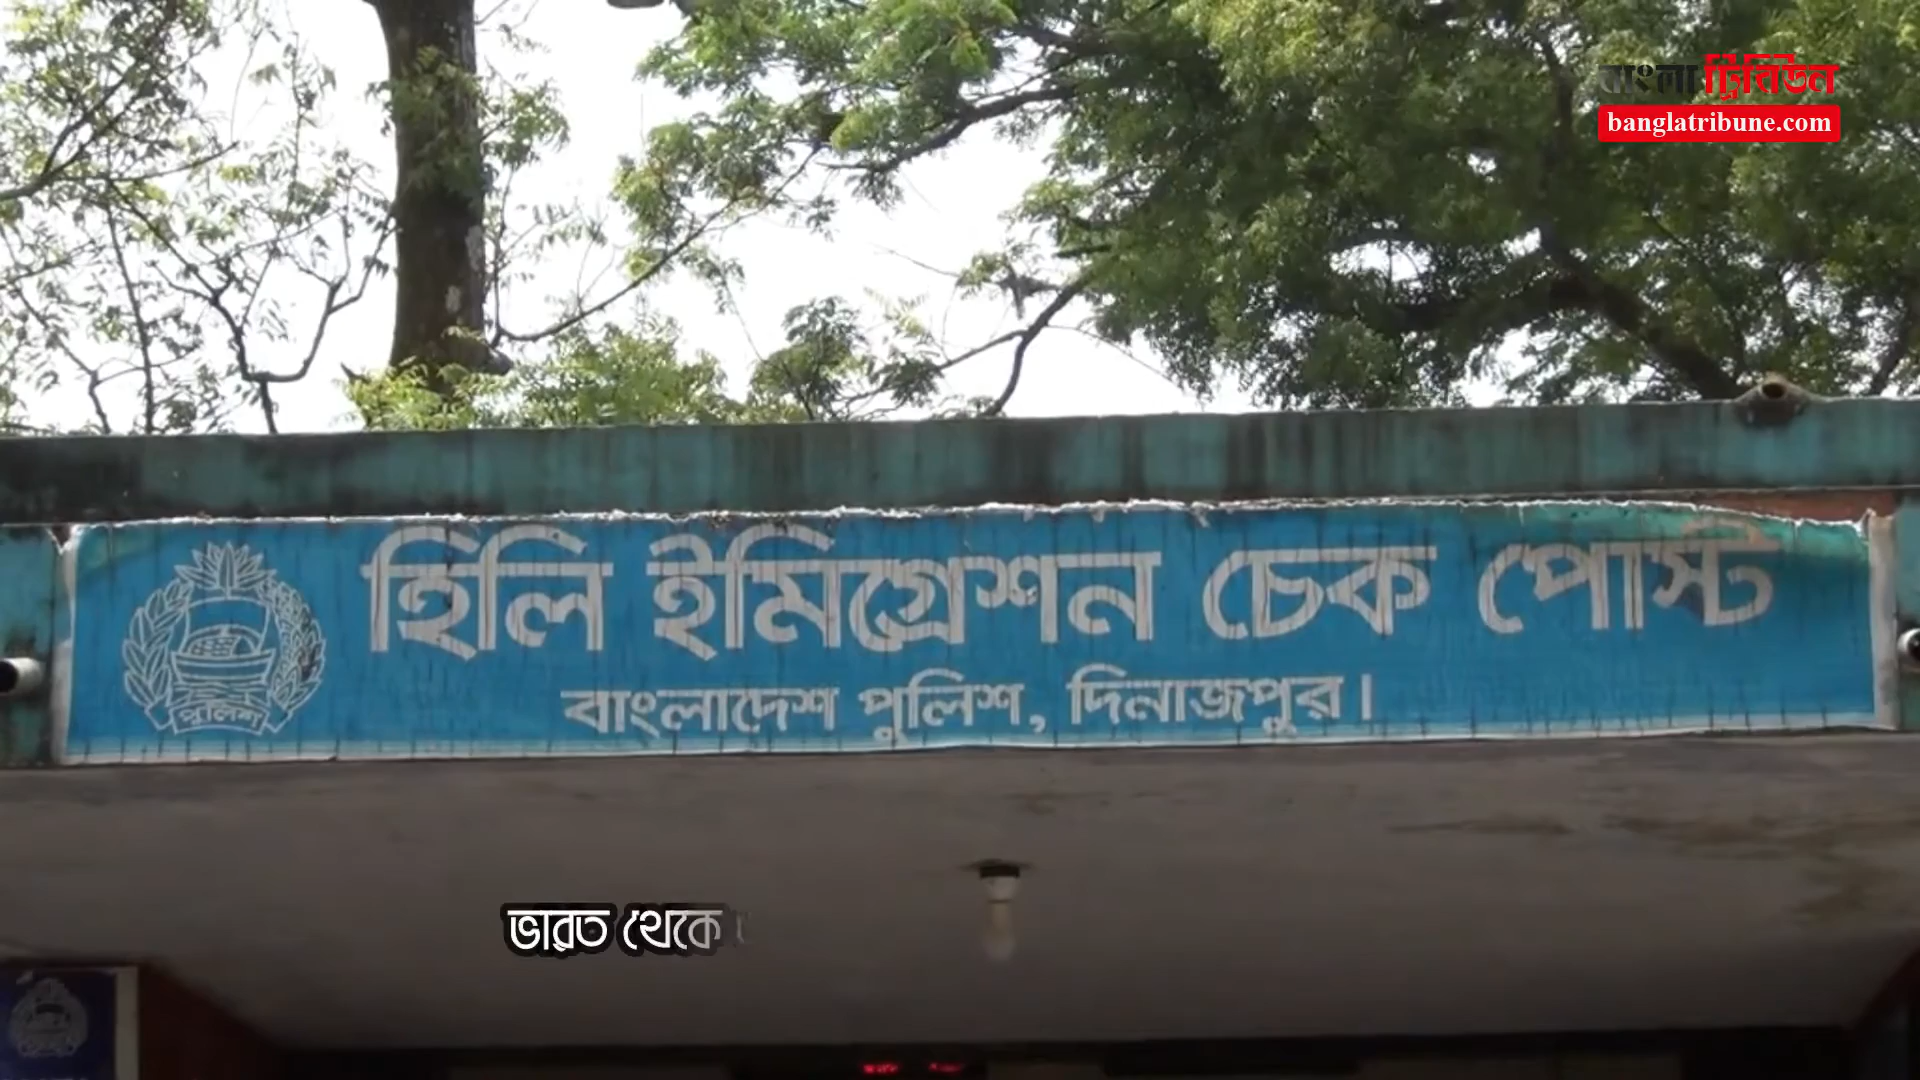 বাংলা ট্রিবিউন
banglatribune.com
হিলি ইমিগ্রেশন চেক পোস্ট
বাংলাদেশ পুলিশ, দিনাজপুর।
পুলিশ
ভারত থেকে